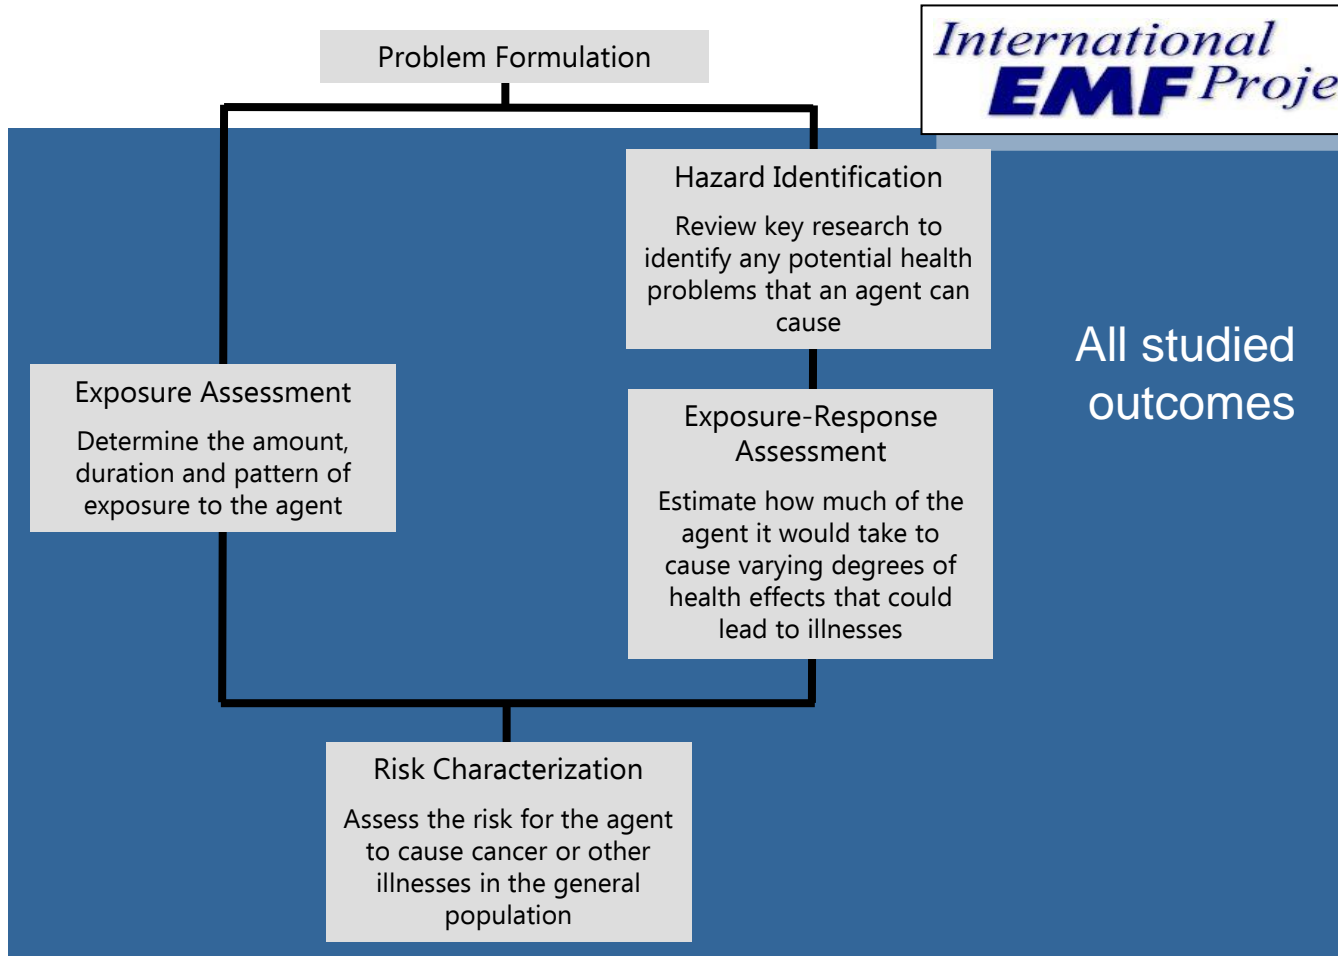 Problem Formulation
International
EMF Proje
Hazard Identification
Review key research to
identify any potential health
problems that an agent can
cause
All studied
outcomes
Exposure Assessment
Determine the amount,
duration and pattern of
exposure to the agent
Exposure-Response
Assessment
Estimate how much of the
agent it would take to
cause varying degrees of
health effects that could
lead to illnesses
Risk Characterization
Assess the risk for the agent
to cause cancer or other
illnesses in the general
population